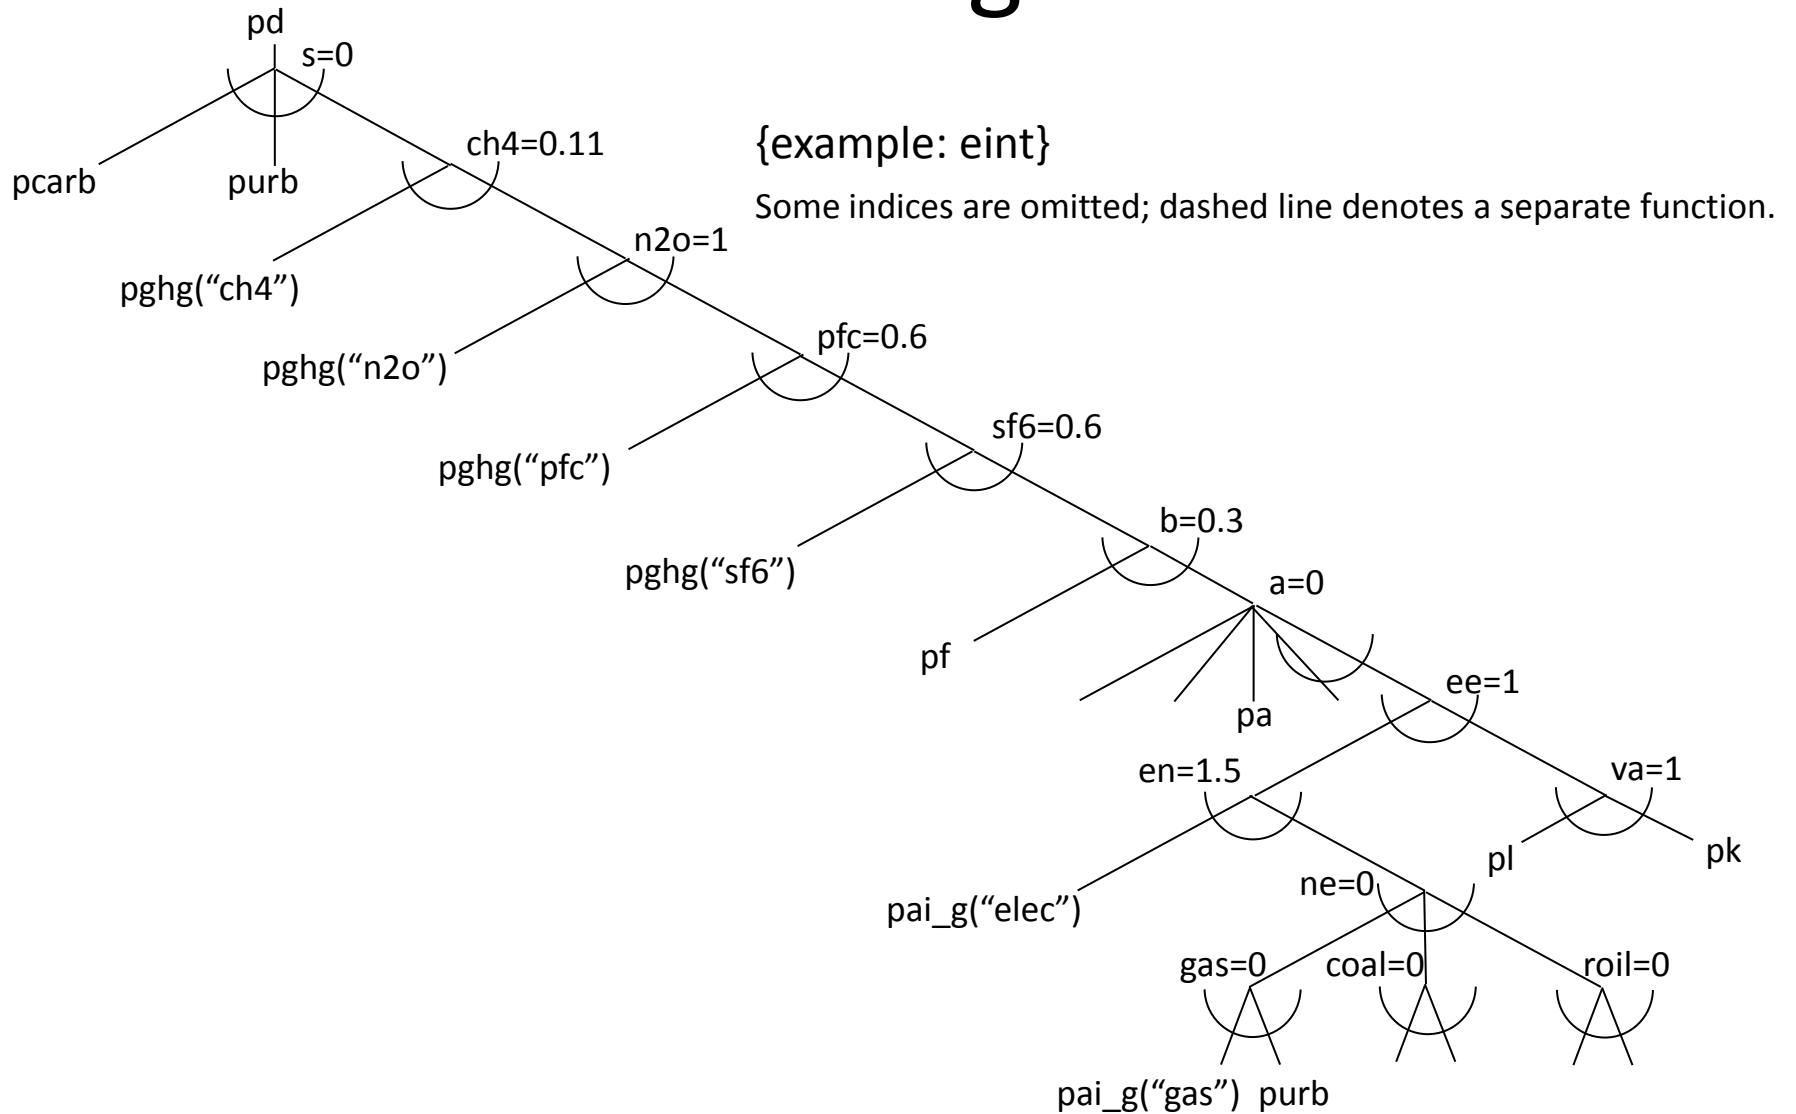 g
pd
s=0
ch4=0.11
{example: eint}
pcarb
purb
Some indices are omitted; dashed line denotes a separate function.
n2o=1
pghg(“ch4”)
pfc=0.6
pghg(“n2o”)
sf6=0.6
pghg(“pfc”)
b=0.3
pghg(“sf6”)
a=0
pf
ee=1
pa
en=1.5
va=1
pl
pk
ne=0
pai_g(“elec”)
gas=0
coal=0
roil=0
pai_g(“gas”)
purb